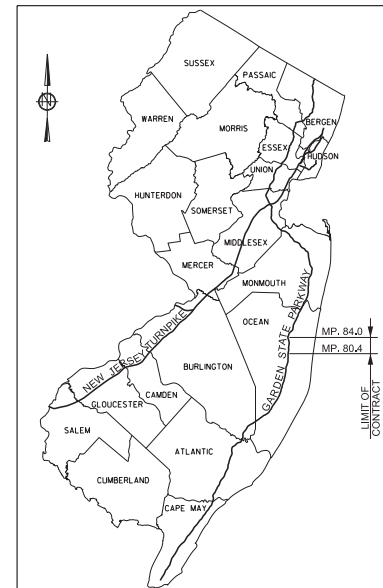 N
SUSSEX
PASSAIC
WARREN
MORRIS
BERGEN
ESSEX
HUDSON
UNION
HUNTERDON
SOMERSET
MIDDLESEX
MERCER
MONMOUTH
OCEAN
NEW JERSEY TURNPIKE
GARDEN STATE PARKWAY
MP. 84.0
MP. 80.4
LIMIT OF
CONTRACT
BURLINGTON
CAMDEN
GLOUCESTER
SALEM
ATLANTIC
CUMBERLAND
CAPE MAY